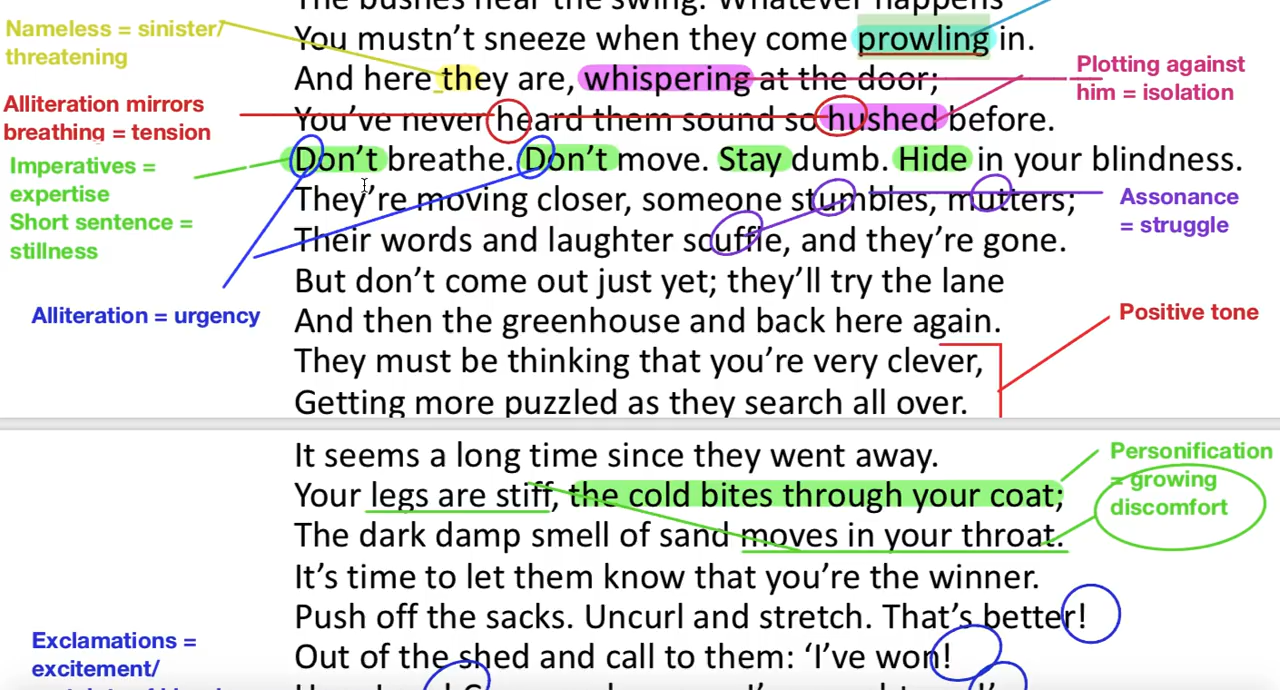 The bushes near the swing. Whatever happens
Nameless = sinister/
threatening
You mustn't sneeze when they come prowling in.
And here they are, whispering at the door;
Plotting against
him = isolation
Alliteration mirrors
breathing = tension
You've never heard them sound so hushed before.
Imperatives =
expertise
Short sentence =
stillness
Don't breathe. Don't move. Stay dumb. Hide in your blindness.
They're moving closer, someone stumbles, mutters;
Assonance
= struggle
Their words and laughter scuffle, and they're gone.
But don't come out just yet; they'll try the lane
Alliteration = urgency
And then the greenhouse and back here again.
Positive tone
They must be thinking that you're very clever,
Getting more puzzled as they search all over.
It seems a long time since they went away.
Personification
= growing
discomfort
Your legs are stiff, the cold bites through your coat;
The dark damp smell of sand moves in your throat.
It's time to let them know that you're the winner.
Push off the sacks. Uncurl and stretch. That's better!
Exclamations =
excitement/
Out of the shed and call to them: 'I've won!